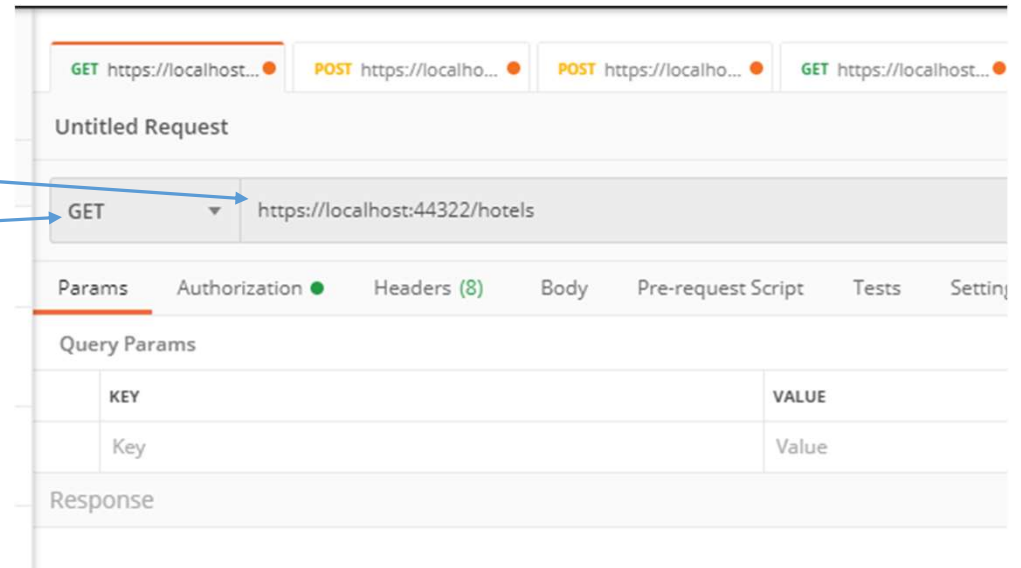 GET https://localhost... POST https://localho... POST https://localho... GET https://localhost...
Untitled Request
GET https://localhost:44322/hotels
Params Authorization Headers (8) Body Pre-request Script Tests Setting
Query Params
KEY VALUE
Key Value
Response